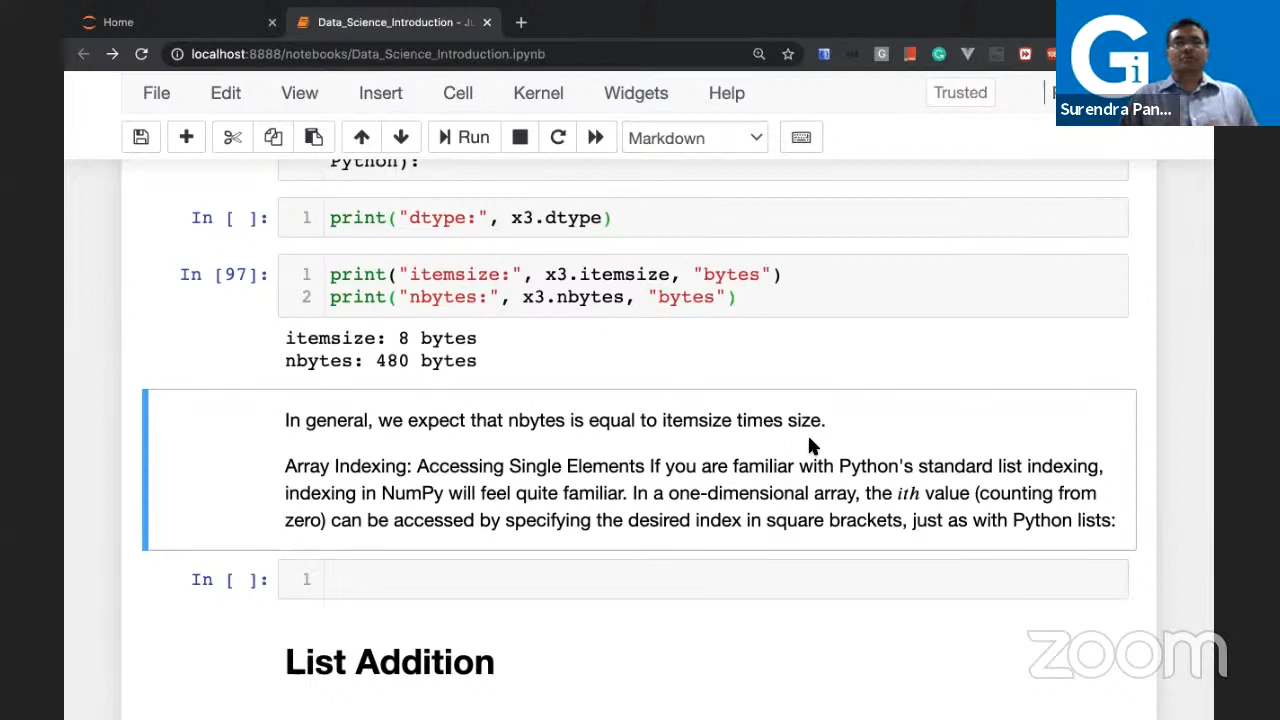 Home
Data_Science_Introduction - Ju
localhost:8888/notebooks/Data_Science_Introduction.ipynb
Gi
Surendra Pan...
File Edit View Insert Cell Kernel Widgets Help
Trusted
Run
Markdown
Python):
In [ ]: 1 print("dtype:", x3.dtype)
In [97]: 1 print("itemsize:", x3.itemsize, "bytes")
2 print("nbytes:", x3.nbytes, "bytes")
itemsize: 8 bytes
nbytes: 480 bytes
In general, we expect that nbytes is equal to itemsize times size.
Array Indexing: Accessing Single Elements If you are familiar with Python's standard list indexing,
indexing in NumPy will feel quite familiar. In a one-dimensional array, the ith value (counting from
zero) can be accessed by specifying the desired index in square brackets, just as with Python lists:
In [ ]: 1
List Addition
zoom